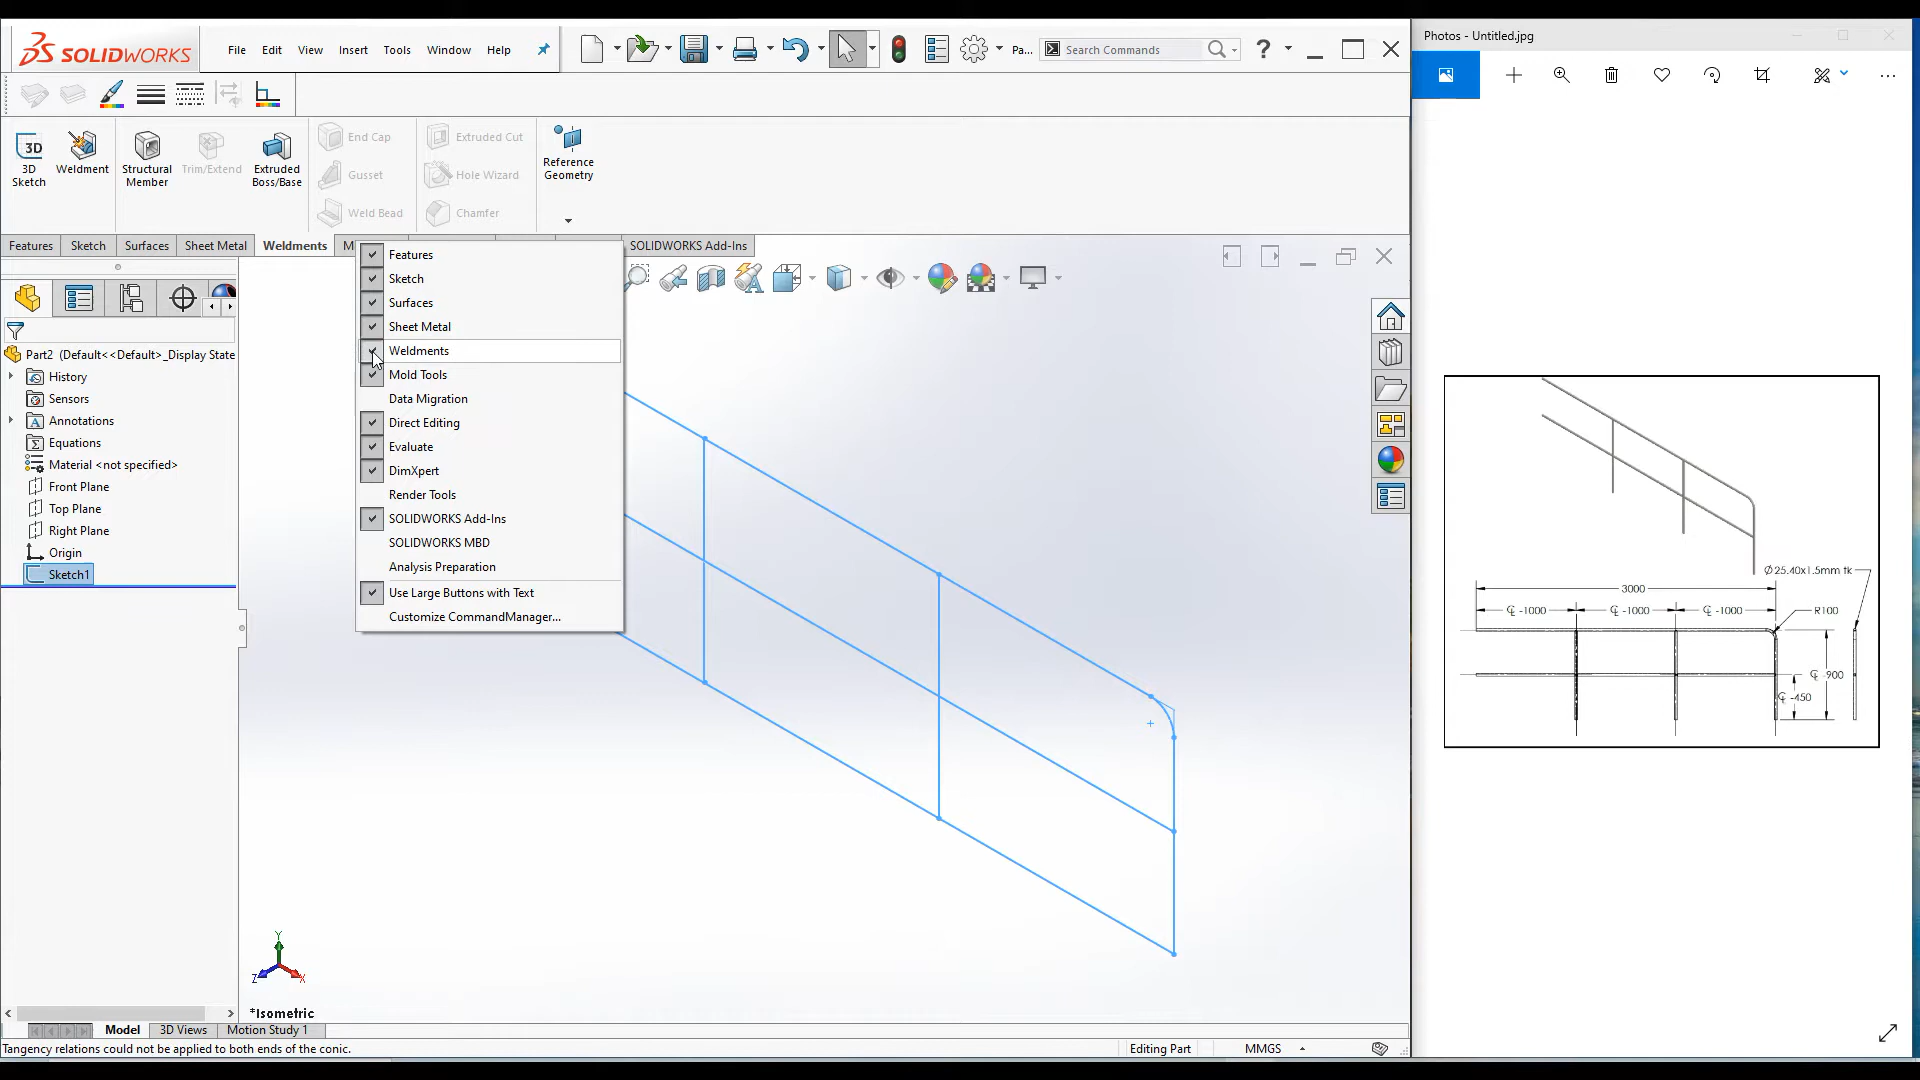 SOLIDWORKS
File Edit View Insert Tools Window Help
Pa...
Search Commands
Photos - Untitled.jpg
3D Sketch
Weldment
Structural Member
Trim/Extend
Extruded Boss/Base
End Cap
Gusset
Weld Bead
Extruded Cut
Hole Wizard
Chamfer
Reference Geometry
Features Sketch Surfaces Sheet Metal Weldments M SOLIDWORKS Add-Ins
Features
Sketch
Surfaces
Sheet Metal
Weldments
Mold Tools
Data Migration
Direct Editing
Evaluate
DimXpert
Render Tools
SOLIDWORKS Add-Ins
SOLIDWORKS MBD
Analysis Preparation
Use Large Buttons with Text
Customize CommandManager...
Part2 (Default<<Default>_Display State
History
Sensors
Annotations
Equations
Material <not specified>
Front Plane
Top Plane
Right Plane
Origin
Sketch1
Y
Z
X
*Isometric
Model 3D Views Motion Study 1
Tangency relations could not be applied to both ends of the conic.
Editing Part
MMGS
Ø25.40x1.5mm tk
3000
℄ -1000 ℄ -1000 ℄ -1000
R100
℄ -900
℄ -450